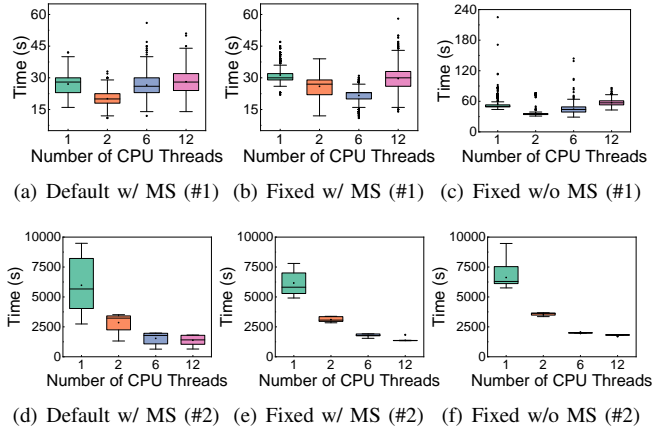 60
45
30
15
Time (s)
1 2 6 12
Number of CPU Threads
(a) Default w/ MS (#1)
60
45
30
15
Time (s)
1 2 6 12
Number of CPU Threads
(b) Fixed w/ MS (#1)
240
180
120
60
0
Time (s)
1 2 6 12
Number of CPU Threads
(c) Fixed w/o MS (#1)
10000
7500
5000
2500
0
Time (s)
1 2 6 12
Number of CPU Threads
(d) Default w/ MS (#2)
10000
7500
5000
2500
0
Time (s)
1 2 6 12
Number of CPU Threads
(e) Fixed w/ MS (#2)
10000
7500
5000
2500
0
Time (s)
1 2 6 12
Number of CPU Threads
(f) Fixed w/o MS (#2)